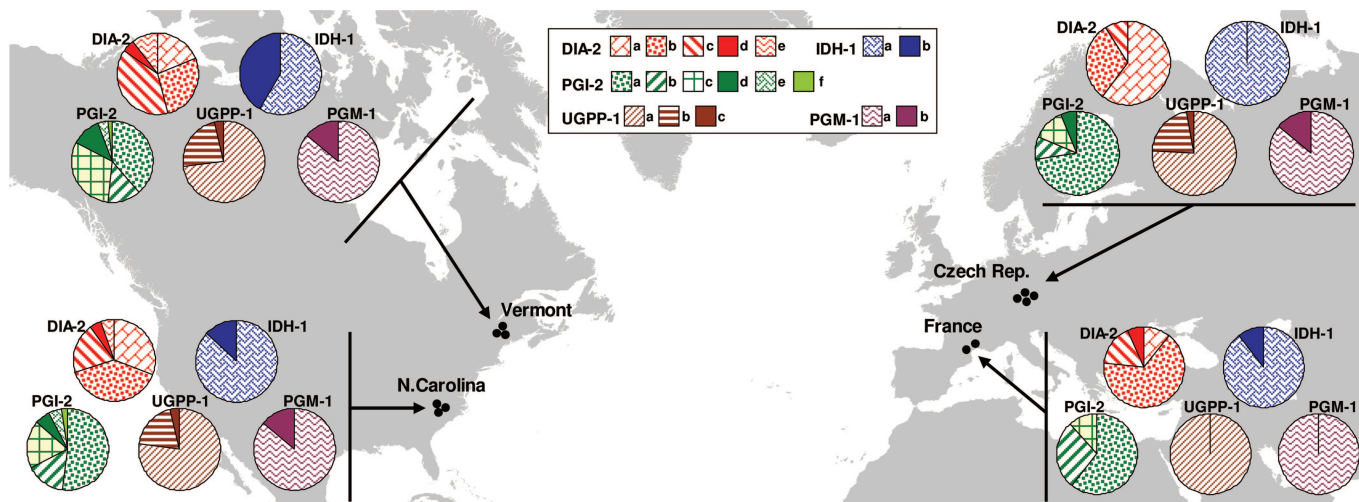 DIA-2
IDH-1
PGI-2
UGPP-1
PGM-1
DIA-2 a b c d e IDH-1 a b
PGI-2 a b c d e f
UGPP-1 a b c PGM-1 a b
DIA-2
IDH-1
PGI-2
UGPP-1
PGM-1
Czech Rep.
Vermont
France
DIA-2
IDH-1
N.Carolina
PGI-2
UGPP-1
PGM-1
DIA-2
IDH-1
PGI-2
UGPP-1
PGM-1